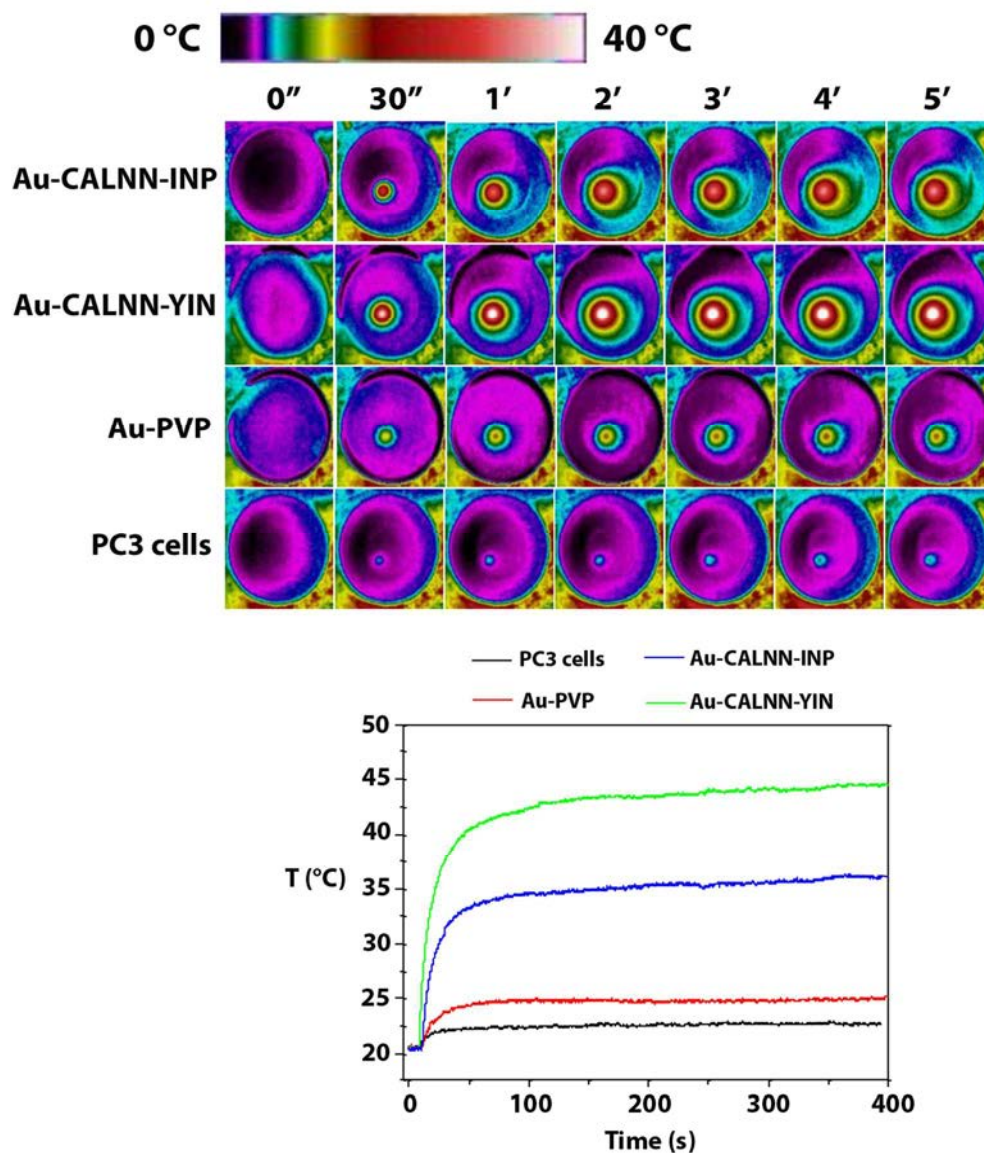 0 °C 40 °C
0″ 30″ 1′ 2′ 3′ 4′ 5′
Au-CALNN-INP
Au-CALNN-YIN
Au-PVP
PC3 cells
PC3 cells Au-CALNN-INP
Au-PVP Au-CALNN-YIN
50
45
40
T (°C)
35
30
25
20
0 100 200 300 400
Time (s)